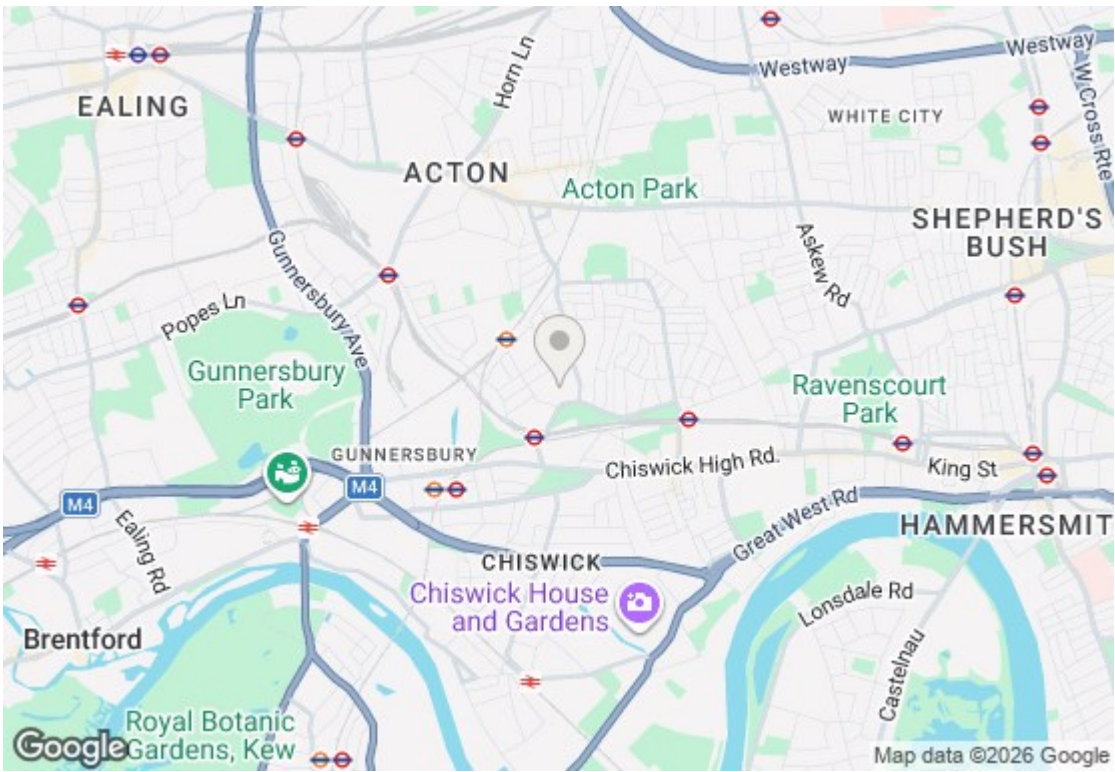 Westway
Westway
W Cross Rte
Horn Ln
EALING
WHITE CITY
ACTON
Acton Park
SHEPHERD'S
BUSH
Askew Rd
Gunnersbury Ave
Popes Ln
Gunnersbury
Park
Ravenscourt
Park
GUNNERSBURY
Chiswick High Rd.
King St
M4
M4
Great West Rd
HAMMERSMIT
Ealing Rd
CHISWICK
Chiswick House
and Gardens
Lonsdale Rd
Castelnau
Brentford
Royal Botanic
Gardens, Kew
Google
Map data ©2026 Google